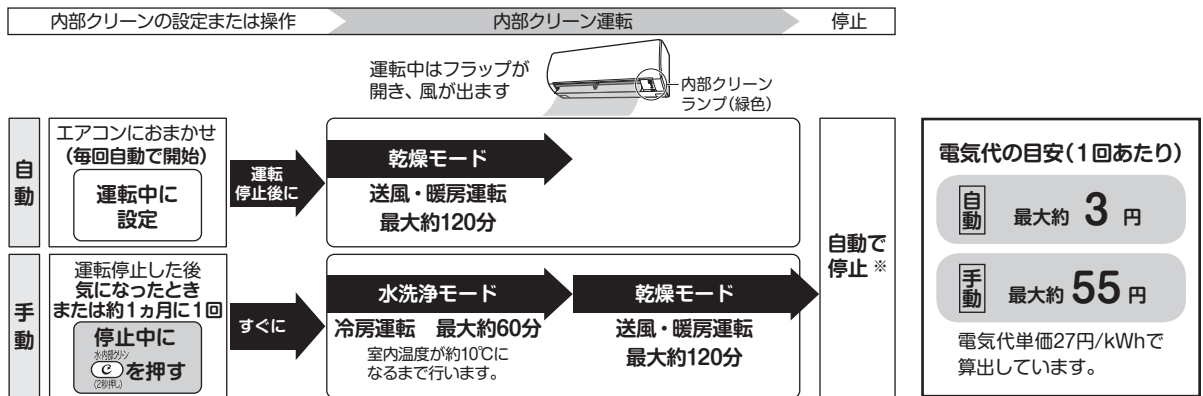 内部クリーンの設定または操作
内部クリーン運転
停止
運転中はフラップが
開き、風が出ます
内部クリーン
ランプ(緑色)
自動
エアコンにおまかせ
(毎回自動で開始)
運転中に
設定
運転
停止後に
乾燥モード
送風・暖房運転
最大約120分
手動
運転停止した後
気になったとき
または約1ヵ月に1回
停止中に
水内部クリーン
を押す
(2秒押し)
すぐに
水洗浄モード
冷房運転 最大約60分
室内温度が約10℃に
なるまで行います。
乾燥モード
送風・暖房運転
最大約120分
自動で
停止※
電気代の目安(1回あたり)
自動 最大約 3 円
手動 最大約 55 円
電気代単価27円/kWhで
算出しています。